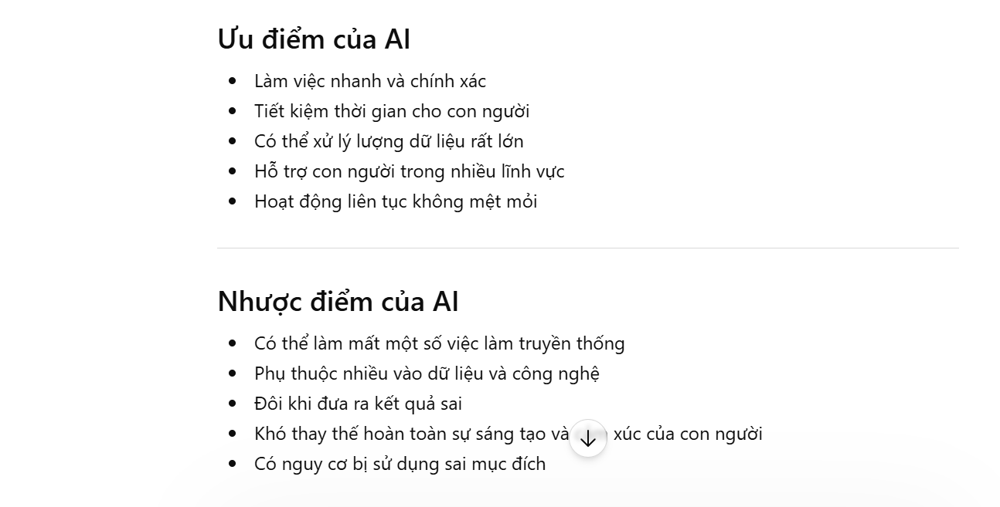 Ưu điểm của AI
Làm việc nhanh và chính xác
Tiết kiệm thời gian cho con người
Có thể xử lý lượng dữ liệu rất lớn
Hỗ trợ con người trong nhiều lĩnh vực
Hoạt động liên tục không mệt mỏi
Nhược điểm của AI
Có thể làm mất một số việc làm truyền thống
Phụ thuộc nhiều vào dữ liệu và công nghệ
Đôi khi đưa ra kết quả sai
Khó thay thế hoàn toàn sự sáng tạo và xúc của con người
Có nguy cơ bị sử dụng sai mục đích